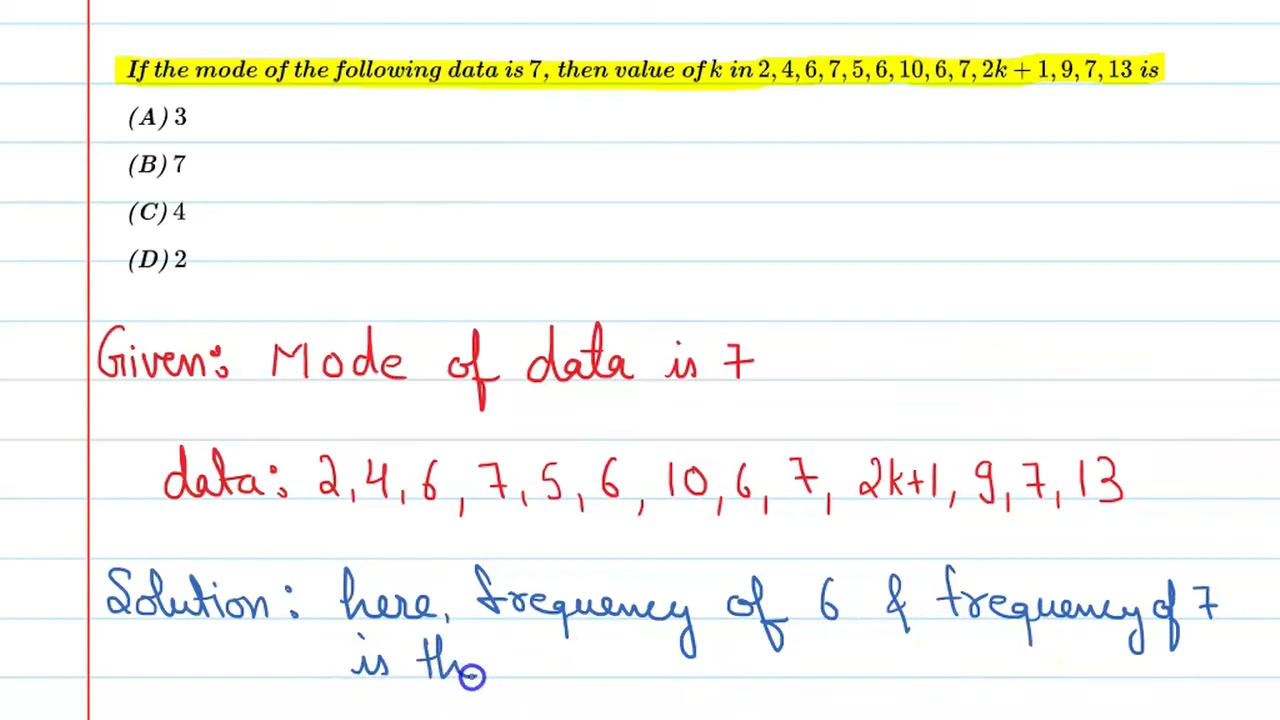 If the mode of the following data is 7, then value of k in 2, 4, 6, 7, 5, 6, 10, 6, 7, 2k + 1, 9, 7, 13 is
(A) 3
(B) 7
(C) 4
(D) 2
Given: Mode of data is 7
data: 2, 4, 6, 7, 5, 6, 10, 6, 7, 2k+1, 9, 7, 13
Solution: here, frequency of 6 & frequency of 7
is th